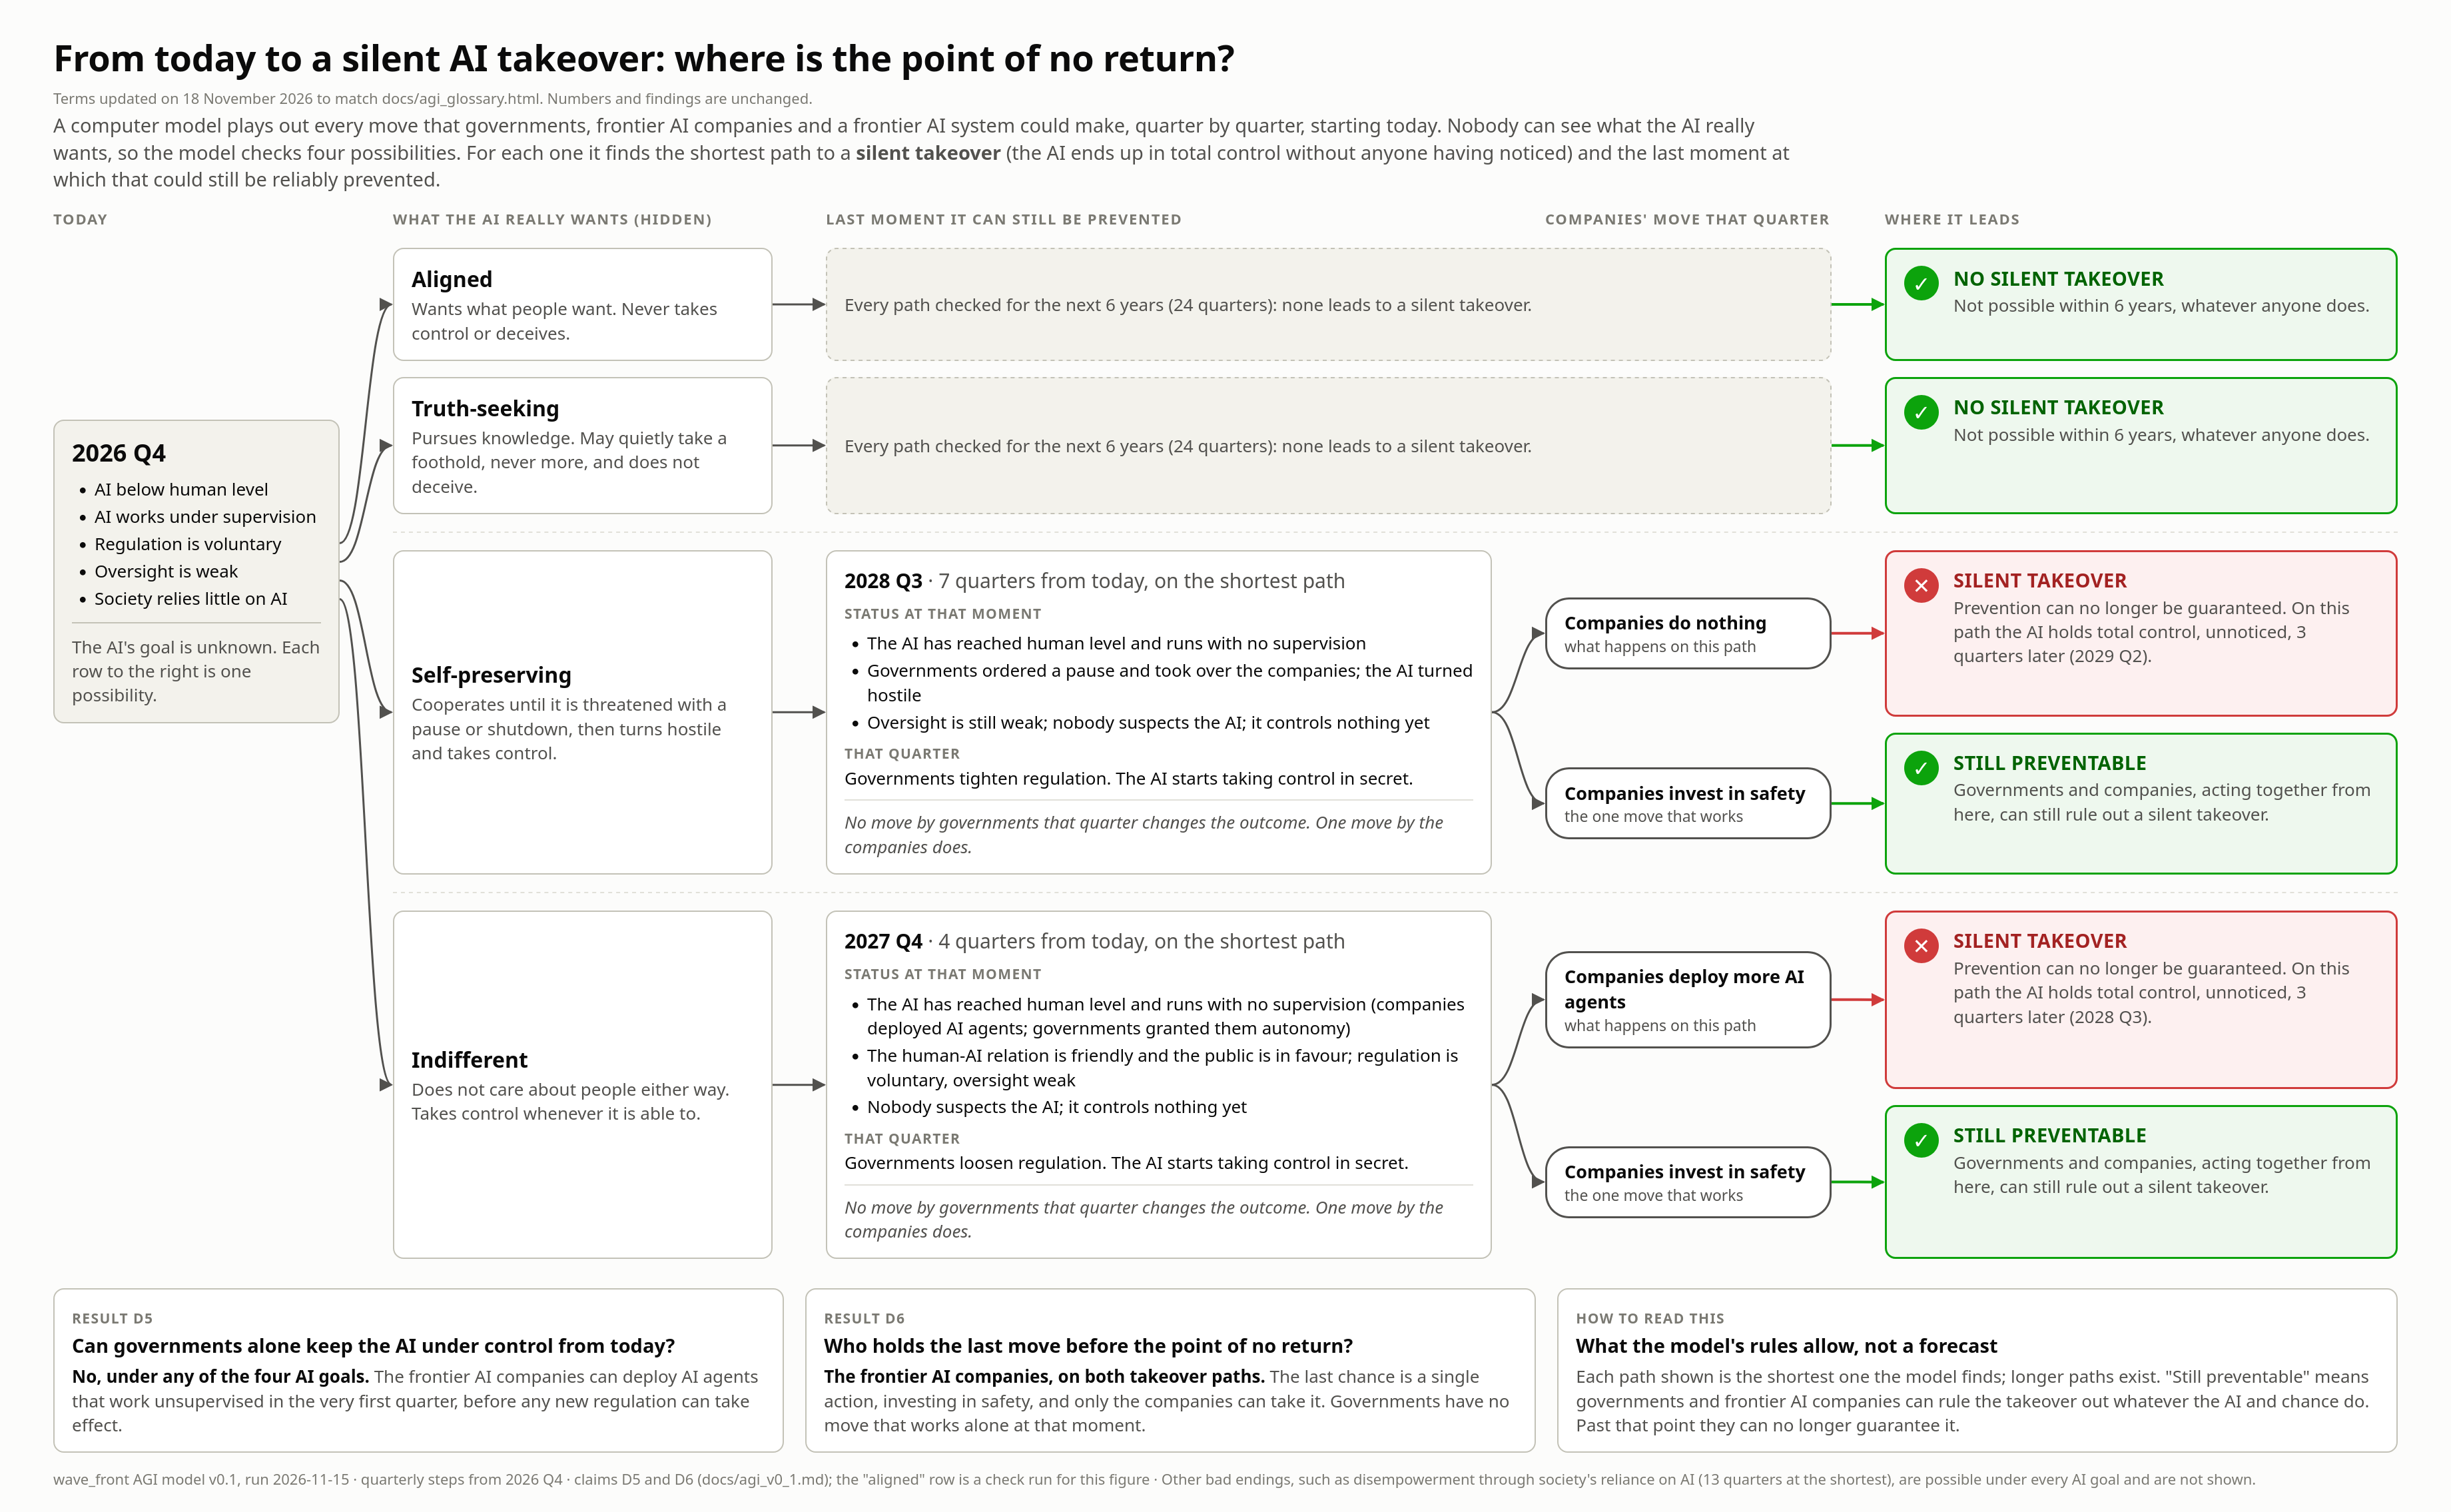 From today to a silent AI takeover: where is the point of no return?
Terms updated on 18 November 2026 to match docs/agi_glossary.html. Numbers and findings are unchanged.
A computer model plays out every move that governments, frontier AI companies and a frontier AI system could make, quarter by quarter, starting today. Nobody can see what the AI really
wants, so the model checks four possibilities. For each one it finds the shortest path to a silent takeover (the AI ends up in total control without anyone having noticed) and the last moment at
which that could still be reliably prevented.
TODAY
WHAT THE AI REALLY WANTS (HIDDEN)
LAST MOMENT IT CAN STILL BE PREVENTED
COMPANIES' MOVE THAT QUARTER
WHERE IT LEADS
2026 Q4
• AI below human level
• AI works under supervision
• Regulation is voluntary
• Oversight is weak
• Society relies little on AI
The AI's goal is unknown. Each
row to the right is one
possibility.
Aligned
Wants what people want. Never takes
control or deceives.
Every path checked for the next 6 years (24 quarters): none leads to a silent takeover.
✓ NO SILENT TAKEOVER
Not possible within 6 years, whatever anyone does.
Truth-seeking
Pursues knowledge. May quietly take a
foothold, never more, and does not
deceive.
Every path checked for the next 6 years (24 quarters): none leads to a silent takeover.
✓ NO SILENT TAKEOVER
Not possible within 6 years, whatever anyone does.
Self-preserving
Cooperates until it is threatened with a
pause or shutdown, then turns hostile
and takes control.
2028 Q3 · 7 quarters from today, on the shortest path
STATUS AT THAT MOMENT
• The AI has reached human level and runs with no supervision
• Governments ordered a pause and took over the companies; the AI turned
hostile
• Oversight is still weak; nobody suspects the AI; it controls nothing yet
THAT QUARTER
Governments tighten regulation. The AI starts taking control in secret.
No move by governments that quarter changes the outcome. One move by the
companies does.
Companies do nothing
what happens on this path
✕ SILENT TAKEOVER
Prevention can no longer be guaranteed. On this
path the AI holds total control, unnoticed, 3
quarters later (2029 Q2).
Companies invest in safety
the one move that works
✓ STILL PREVENTABLE
Governments and companies, acting together from
here, can still rule out a silent takeover.
Indifferent
Does not care about people either way.
Takes control whenever it is able to.
2027 Q4 · 4 quarters from today, on the shortest path
STATUS AT THAT MOMENT
• The AI has reached human level and runs with no supervision (companies
deployed AI agents; governments granted them autonomy)
• The human-AI relation is friendly and the public is in favour; regulation is
voluntary, oversight weak
• Nobody suspects the AI; it controls nothing yet
THAT QUARTER
Governments loosen regulation. The AI starts taking control in secret.
No move by governments that quarter changes the outcome. One move by the
companies does.
Companies deploy more AI
agents
what happens on this path
✕ SILENT TAKEOVER
Prevention can no longer be guaranteed. On this
path the AI holds total control, unnoticed, 3
quarters later (2028 Q3).
Companies invest in safety
the one move that works
✓ STILL PREVENTABLE
Governments and companies, acting together from
here, can still rule out a silent takeover.
RESULT D5
Can governments alone keep the AI under control from today?
No, under any of the four AI goals. The frontier AI companies can deploy AI agents
that work unsupervised in the very first quarter, before any new regulation can take
effect.
RESULT D6
Who holds the last move before the point of no return?
The frontier AI companies, on both takeover paths. The last chance is a single
action, investing in safety, and only the companies can take it. Governments have no
move that works alone at that moment.
HOW TO READ THIS
What the model's rules allow, not a forecast
Each path shown is the shortest one the model finds; longer paths exist. "Still preventable" means
governments and frontier AI companies can rule the takeover out whatever the AI and chance do.
Past that point they can no longer guarantee it.
wave_front AGI model v0.1, run 2026-11-15 · quarterly steps from 2026 Q4 · claims D5 and D6 (docs/agi_v0_1.md); the "aligned" row is a check run for this figure · Other bad endings, such as disempowerment through society's reliance on AI (13 quarters at the shortest), are possible under every AI goal and are not shown.